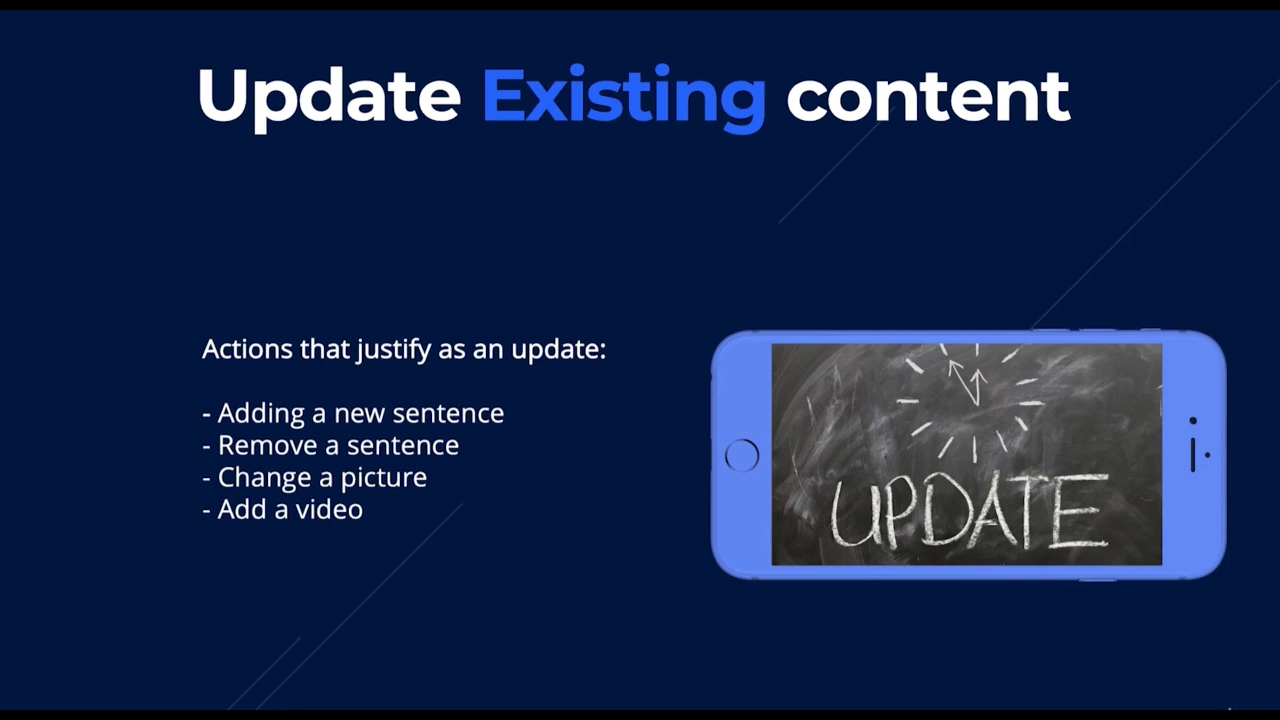 Update Existing content
Actions that justify as an update:
- Adding a new sentence
- Remove a sentence
- Change a picture
- Add a video
UPDATE